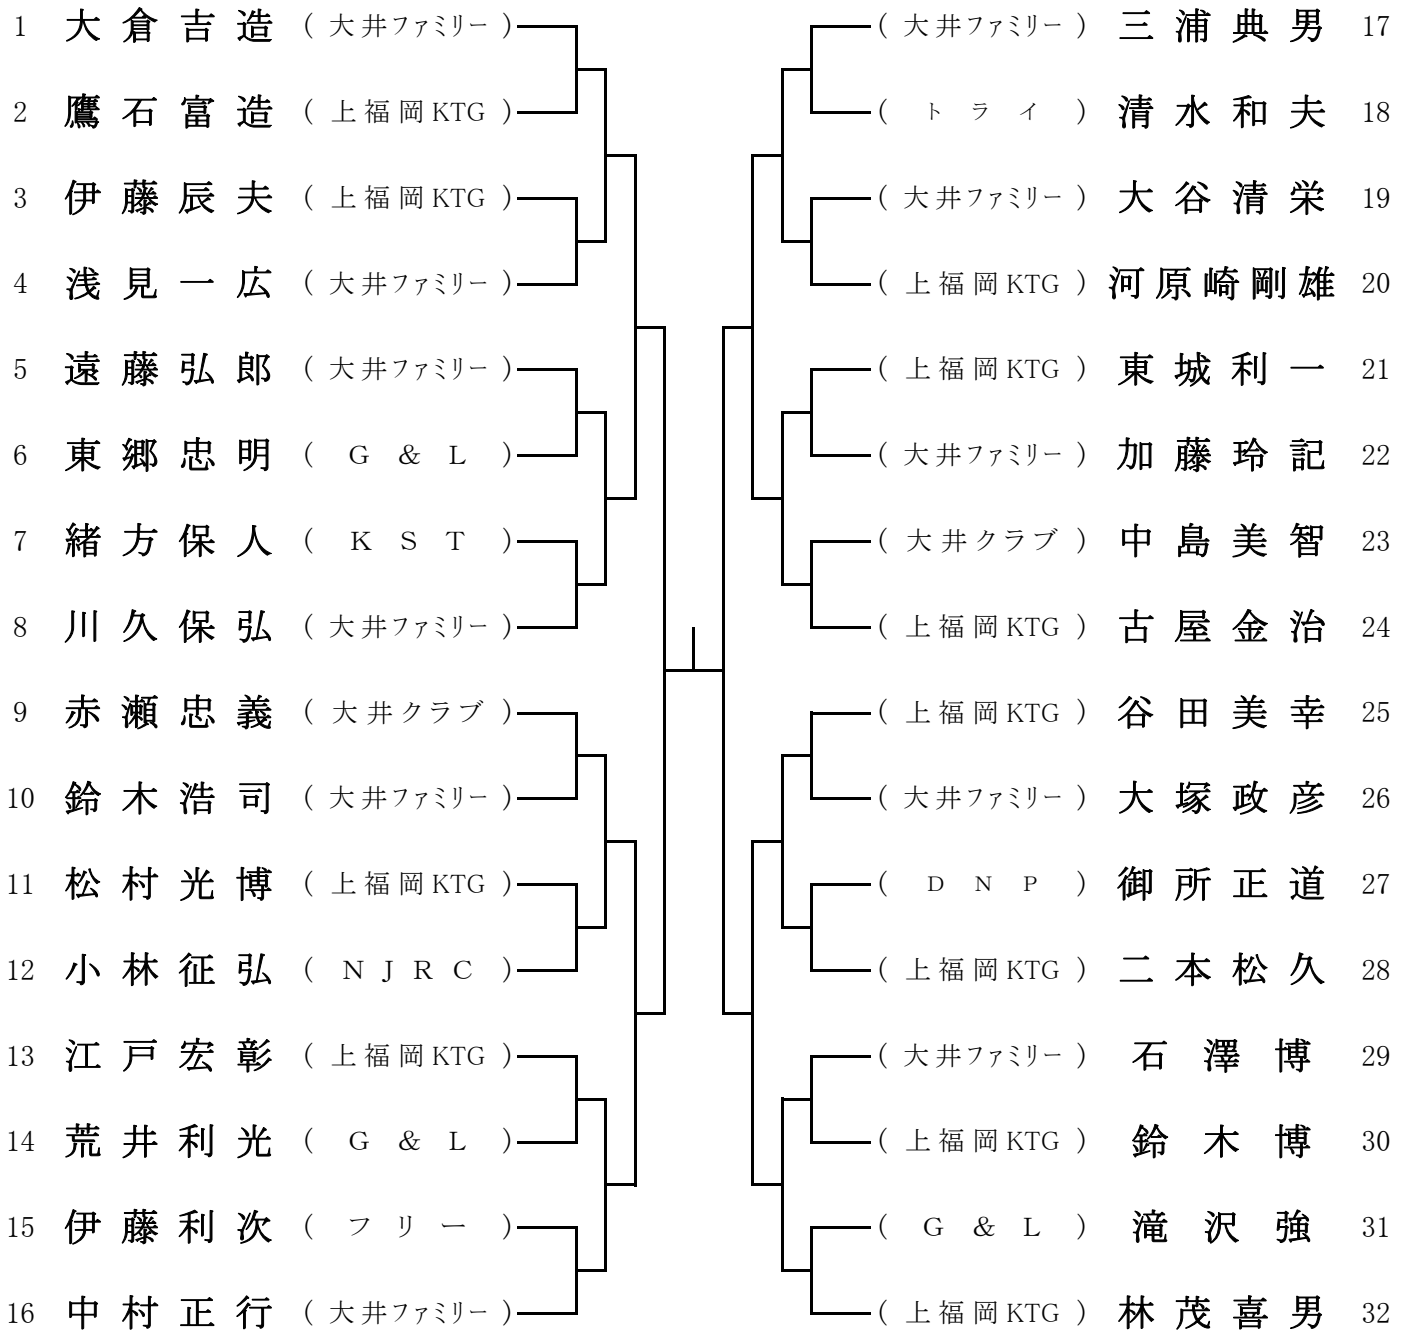 1 大倉吉造 (大井ファミリー)
2 鷹石富造 (上福岡KTG)
3 伊藤辰夫 (上福岡KTG)
4 浅見一広 (大井ファミリー)
5 遠藤弘郎 (大井ファミリー)
6 東郷忠明 (G&L)
7 緒方保人 (KST)
8 川久保弘 (大井ファミリー)
9 赤瀬忠義 (大井クラブ)
10 鈴木浩司 (大井ファミリー)
11 松村光博 (上福岡KTG)
12 小林征弘 (NJRC)
13 江戸宏彰 (上福岡KTG)
14 荒井利光 (G&L)
15 伊藤利次 (フリー)
16 中村正行 (大井ファミリー)
(大井ファミリー) 三浦典男 17
(トライ) 清水和夫 18
(大井ファミリー) 大谷清栄 19
(上福岡KTG) 河原崎剛雄 20
(上福岡KTG) 東城利一 21
(大井ファミリー) 加藤玲記 22
(大井クラブ) 中島美智 23
(上福岡KTG) 古屋金治 24
(上福岡KTG) 谷田美幸 25
(大井ファミリー) 大塚政彦 26
(DNP) 御所正道 27
(上福岡KTG) 二本松久 28
(大井ファミリー) 石澤博 29
(上福岡KTG) 鈴木博 30
(G&L) 滝沢強 31
(上福岡KTG) 林茂喜男 32